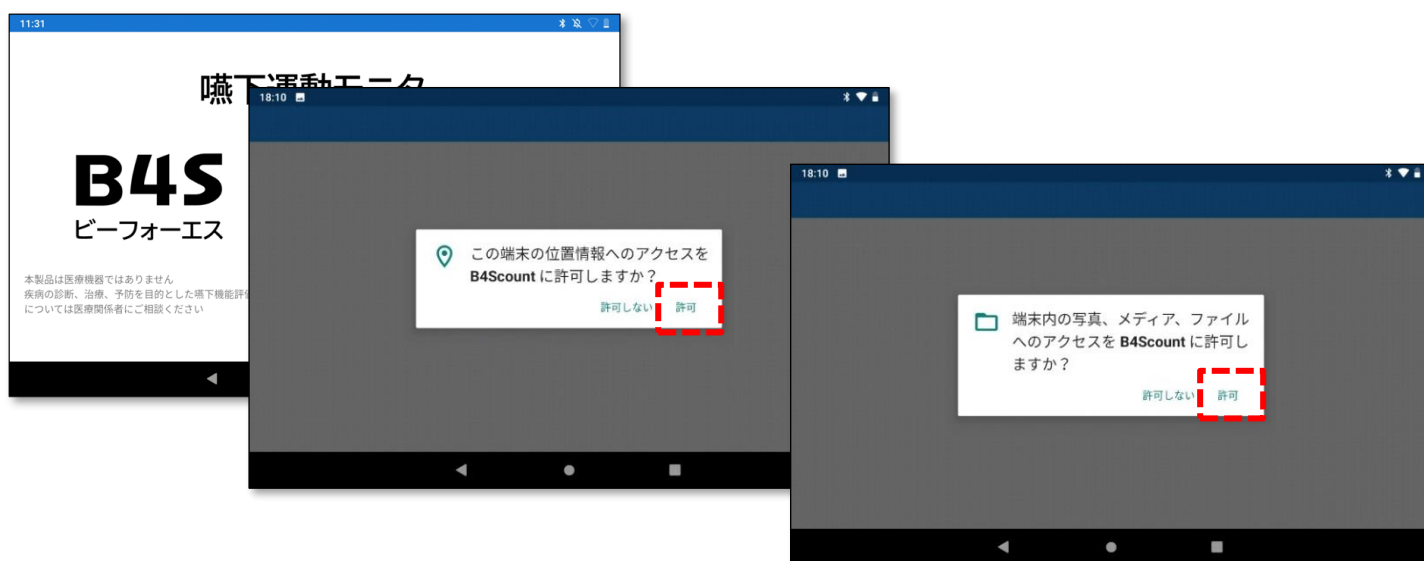 11:31
嚥下運動モニタ
B4S
ビーフォーエス
本製品は医療機器ではありません
疾病の診断、治療、予防を目的とした嚥下機能評
については医療関係者にご相談ください
18:10
この端末の位置情報へのアクセスを
B4Scount に許可しますか？
許可しない 許可
18:10
端末内の写真、メディア、ファイル
へのアクセスを B4Scount に許可し
ますか？
許可しない 許可